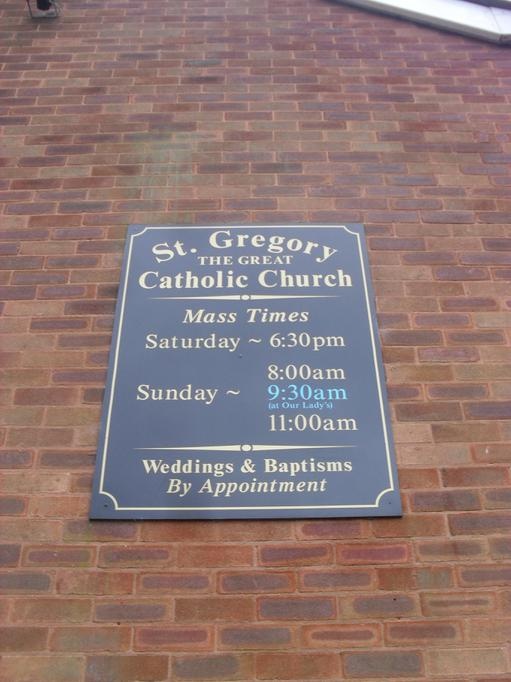 St. Gregory
THE GREAT
Catholic Church
Mass Times
Saturday ~ 6:30pm
8:00am
Sunday ~ 9:30am
(at Our Lady's)
11:00am
Weddings & Baptisms
By Appointment